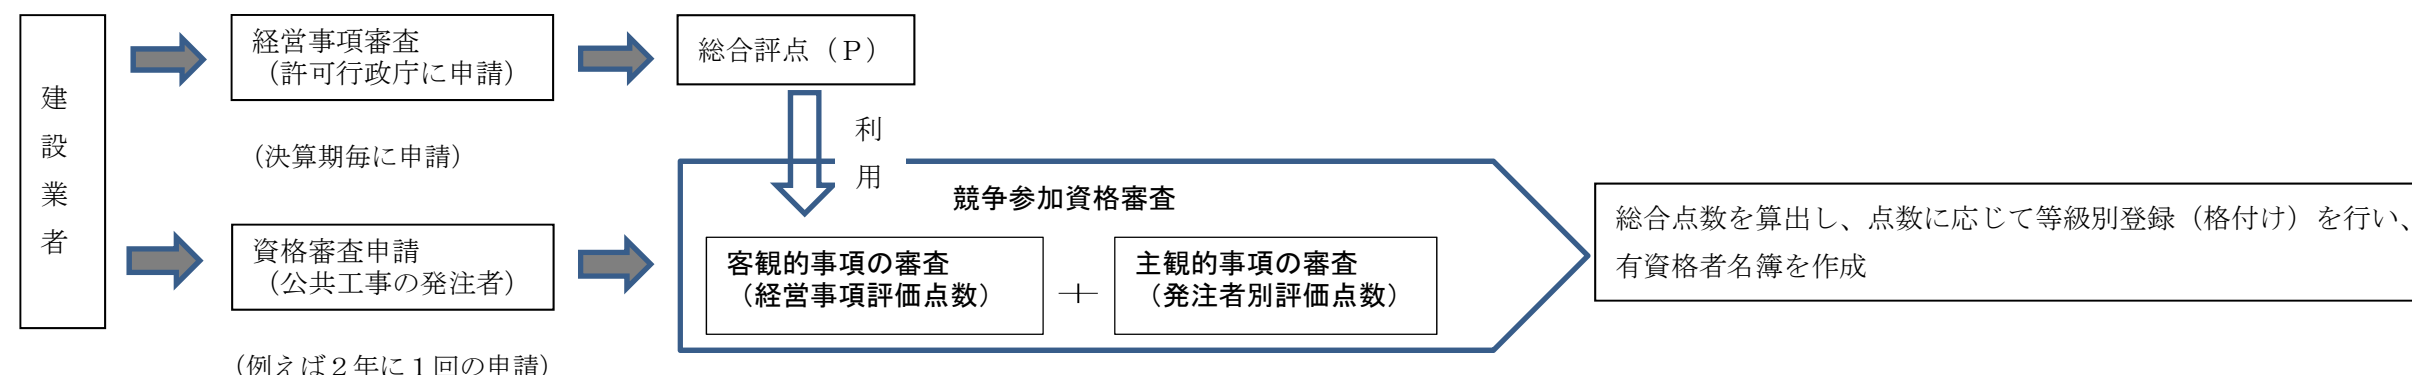 建設業者
経営事項審査
（許可行政庁に申請）
（決算期毎に申請）
総合評点（Ｐ）
利用
資格審査申請
（公共工事の発注者）
（例えば２年に１回の申請）
競争参加資格審査
客観的事項の審査
（経営事項評価点数）
＋
主観的事項の審査
（発注者別評価点数）
総合点数を算出し、点数に応じて等級別登録（格付け）を行い、
有資格者名簿を作成